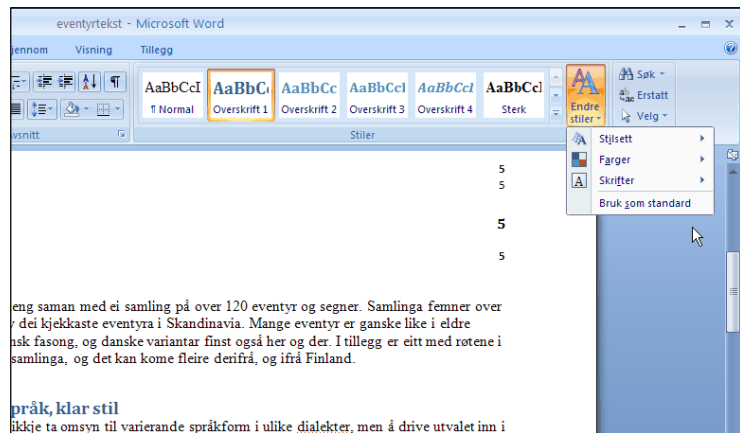 eventyrtekst - Microsoft Word
jennom Visning Tillegg
AaBbCcI AaBbC AaBbCc AaBbCcI AaBbCcI AaBbCcI
¶ Normal Overskrift 1 Overskrift 2 Overskrift 3 Overskrift 4 Sterk
Endre stiler
Søk
Erstatt
Velg
vsnitt Stiler
Stilsett
Farger
Skrifter
Bruk som standard
5
5
5
5
eng saman med ei samling på over 120 eventyr og segner. Samlinga femner over
dei kjekkaste eventyra i Skandinavia. Mange eventyr er ganske like i eldre
nsk fasong, og danske variantar finst også her og der. I tillegg er eitt med røtene i
samlinga, og det kan kome fleire derifrå, og ifrå Finland.
pråk, klar stil
ikkje ta omsyn til varierande språkform i ulike dialekter, men å drive utvalet inn i